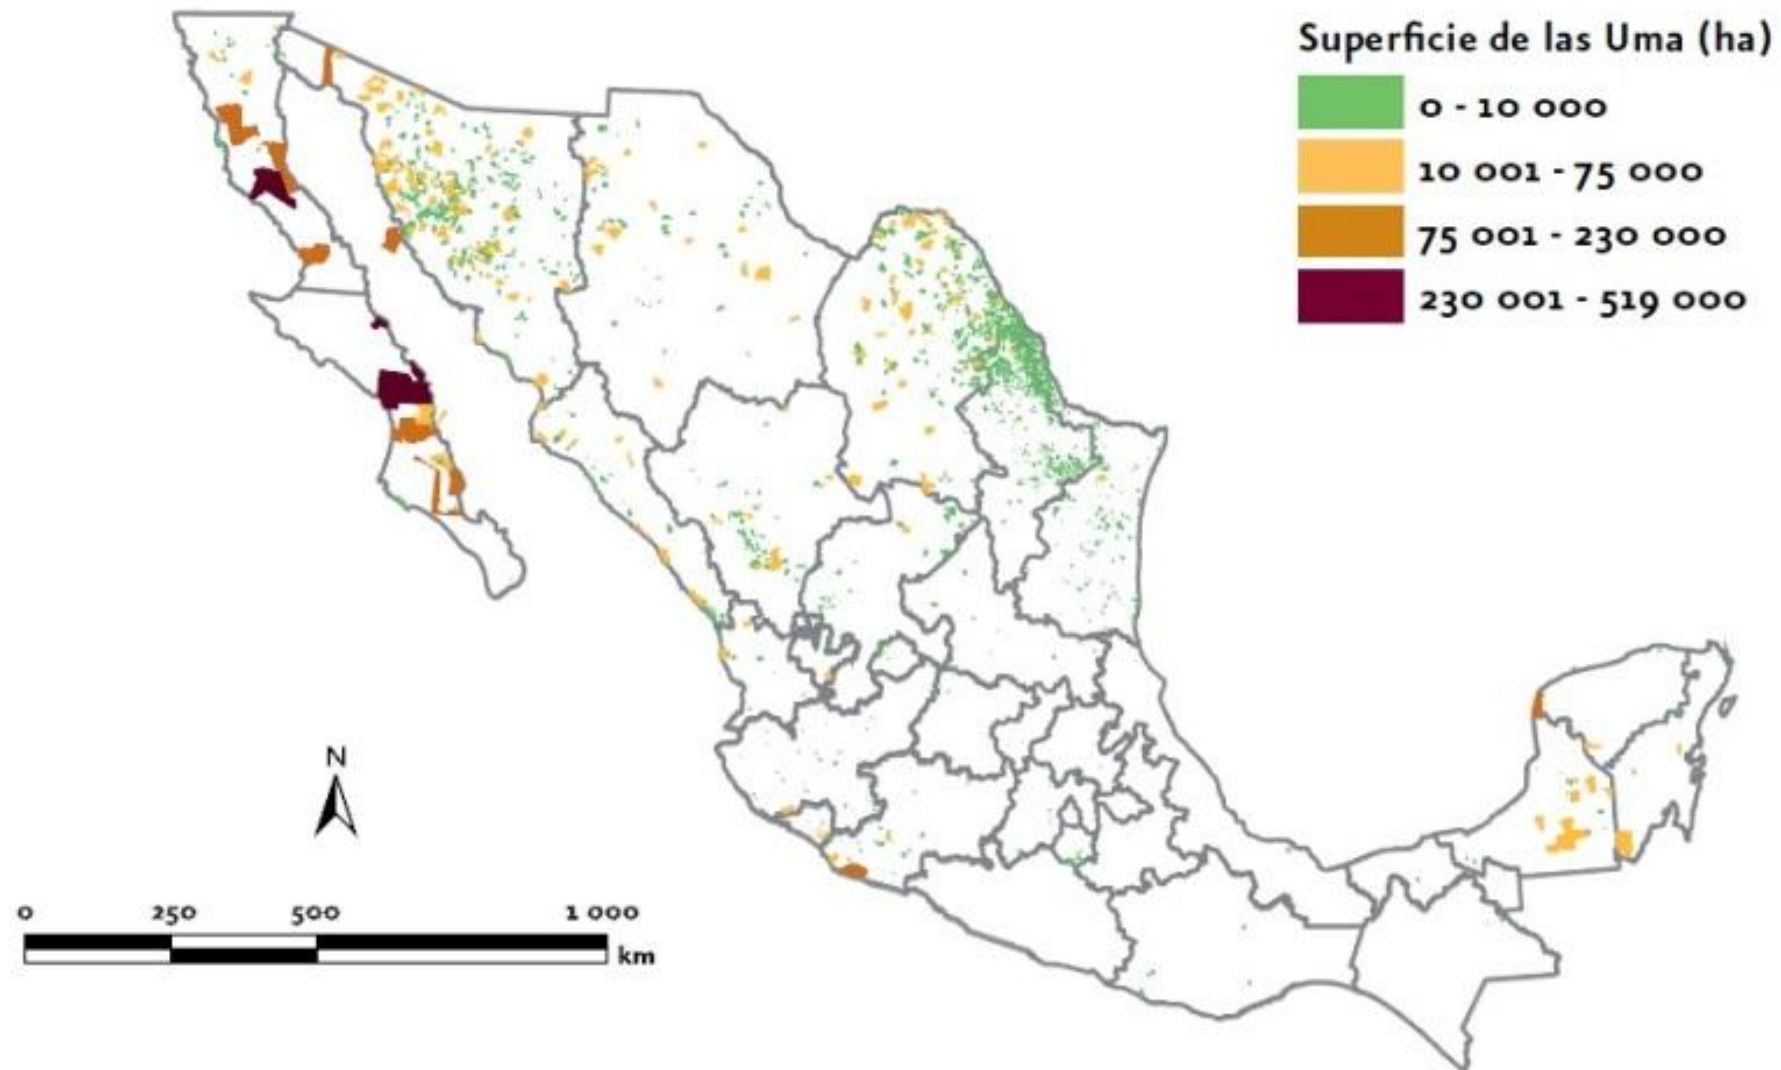 Superficie de las Uma (ha)
0 - 10 000
10 001 - 75 000
75 001 - 230 000
230 001 - 519 000
N
0 250 500 1 000
km